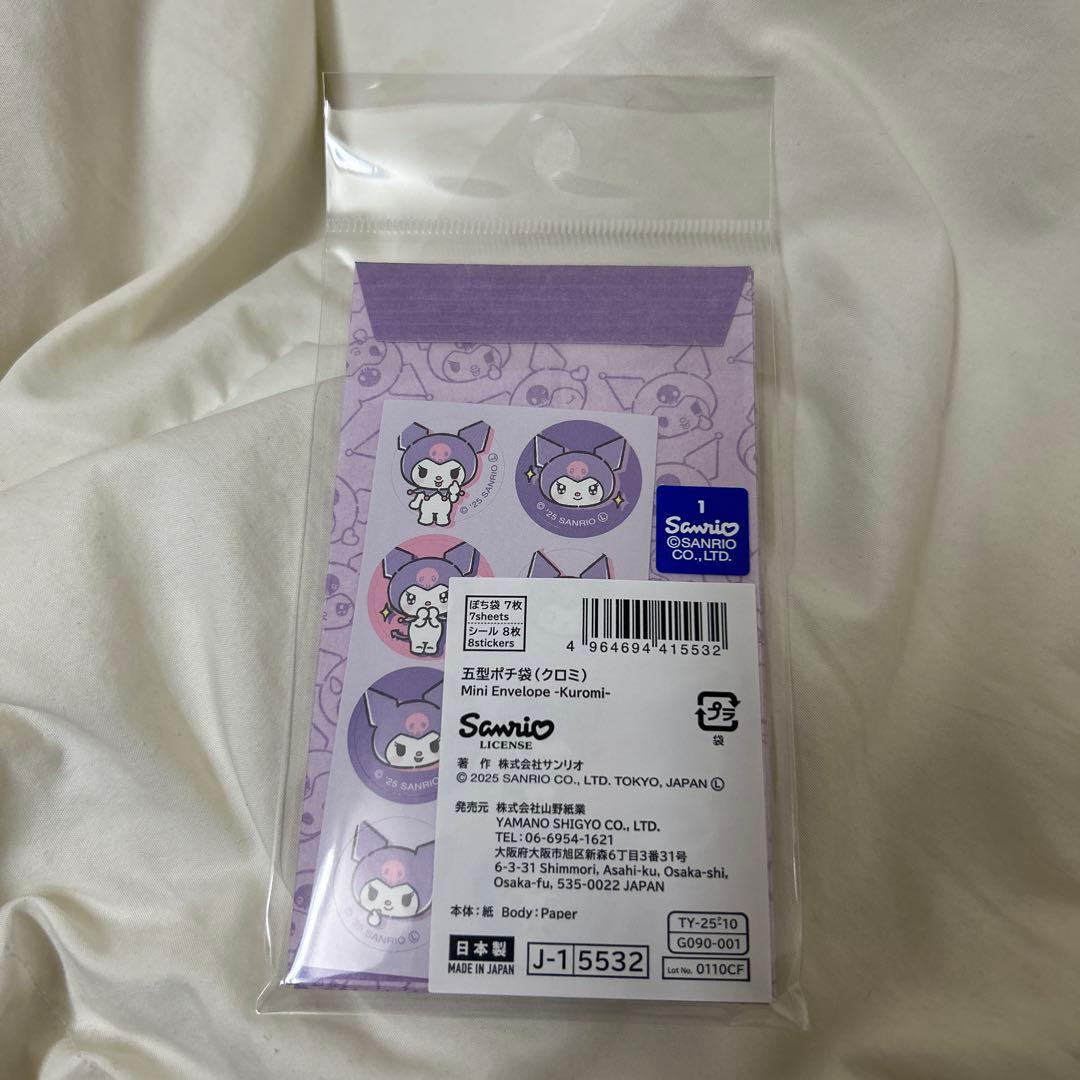 © '25 SANRIO Ⓛ
© '25 SANRIO Ⓛ
1
Sanrio
©SANRIO
CO., LTD.
© '25 SANRIO
'25 SANRIO Ⓛ
ぽち袋 7枚
7sheets
シール 8枚
8stickers
4 964694 415532
五型ポチ袋(クロミ)
Mini Envelope -Kuromi-
プラ
袋
Sanrio
LICENSE
著 作 株式会社サンリオ
© 2025 SANRIO CO., LTD. TOKYO, JAPAN Ⓛ
発売元 株式会社山野紙業
YAMANO SHIGYO CO., LTD.
TEL:06-6954-1621
大阪府大阪市旭区新森6丁目3番31号
6-3-31 Shimmori, Asahi-ku, Osaka-shi,
Osaka-fu, 535-0022 JAPAN
本体:紙 Body:Paper
日本製
MADE IN JAPAN
J-1 5532
G090-001
Lot No. 0110CF